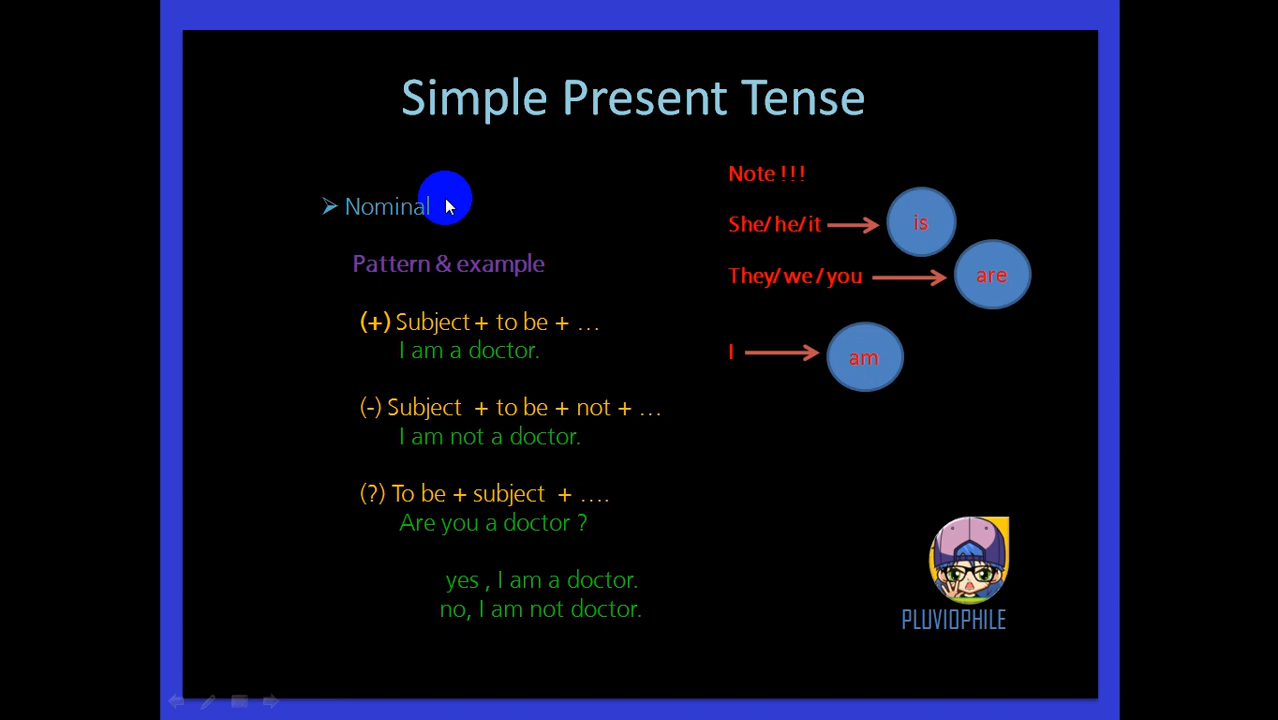 Simple Present Tense
➢ Nominal
Pattern & example
(+) Subject + to be + …
I am a doctor.
(-) Subject + to be + not + …
I am not a doctor.
(?) To be + subject + ….
Are you a doctor ?
yes , I am a doctor.
no, I am not doctor.
Note !!!
She/he/it → is
They/we/you → are
I → am
PLUVIOPHILE